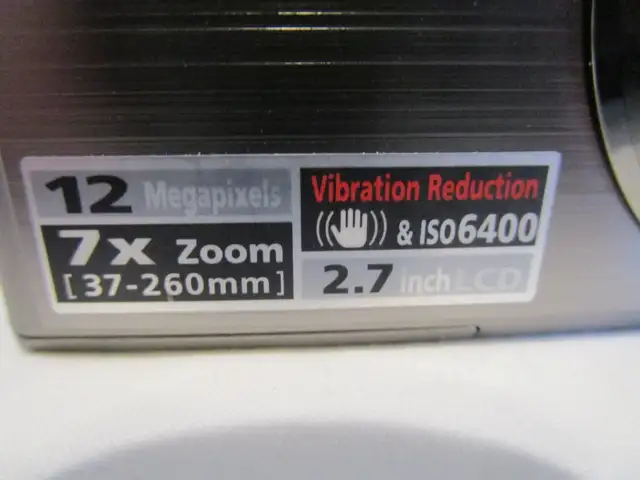 12 Megapixels
7x Zoom
[37-260mm]
Vibration Reduction
& ISO6400
2.7 inch LCD